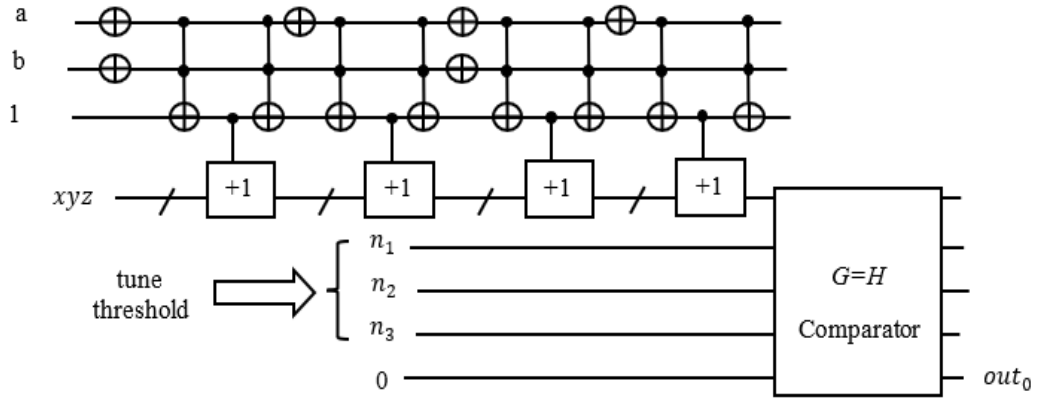 a
b
1
+1 +1 +1 +1
xyz
n₁
n₂
n₃
tune
threshold
0
G=H
Comparator
out₀